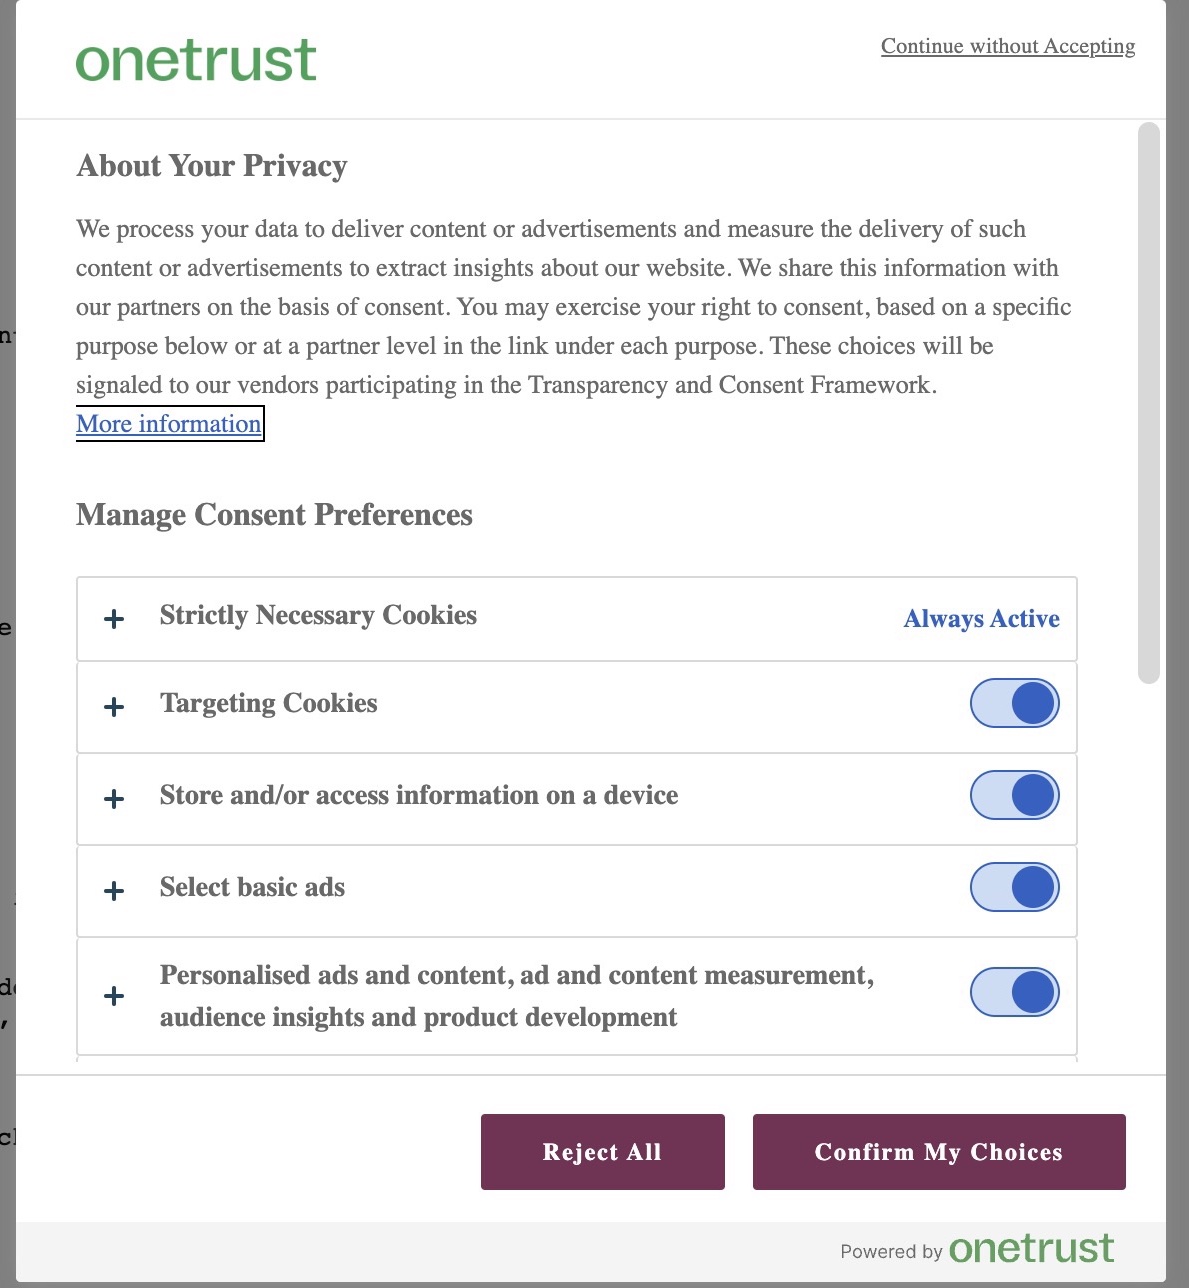 onetrust
Continue without Accepting
About Your Privacy
We process your data to deliver content or advertisements and measure the delivery of such
content or advertisements to extract insights about our website. We share this information with
our partners on the basis of consent. You may exercise your right to consent, based on a specific
purpose below or at a partner level in the link under each purpose. These choices will be
signaled to our vendors participating in the Transparency and Consent Framework.
More information
Manage Consent Preferences
Strictly Necessary Cookies
Always Active
Targeting Cookies
Store and/or access information on a device
Select basic ads
Personalised ads and content, ad and content measurement,
audience insights and product development
Reject All
Confirm My Choices
Powered by onetrust